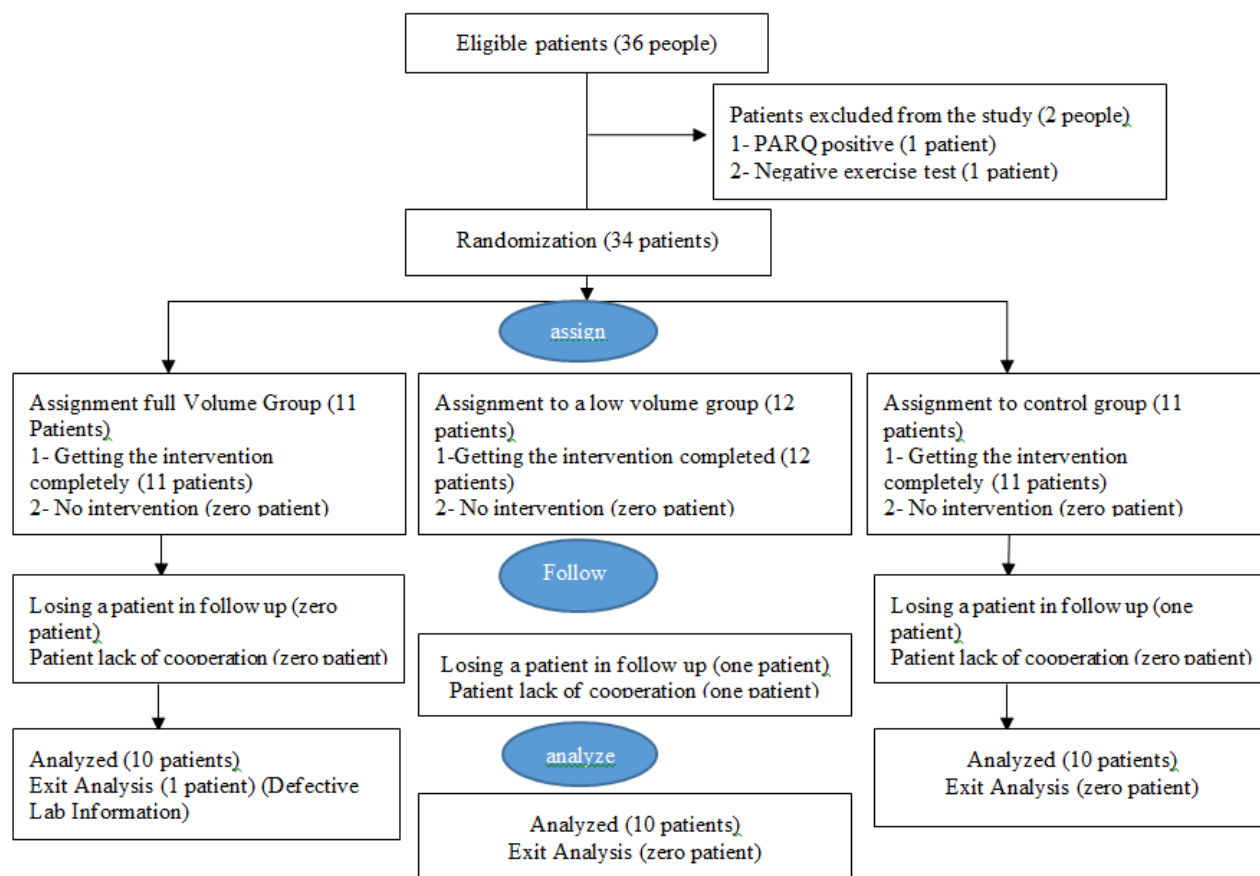 Eligible patients (36 people)
Patients excluded from the study (2 people)
1- PARQ positive (1 patient)
2- Negative exercise test (1 patient)
Randomization (34 patients)
assign
Assignment full Volume Group (11
Patients)
1- Getting the intervention
completely (11 patients)
2- No intervention (zero patient)
Assignment to a low volume group (12
patients)
1-Getting the intervention completed (12
patients)
2- No intervention (zero patient)
Assignment to control group (11
patients)
1- Getting the intervention
completely (11 patients)
2- No intervention (zero patient)
Follow
Losing a patient in follow up (zero
patient)
Patient lack of cooperation (zero patient)
Losing a patient in follow up (one patient)
Patient lack of cooperation (one patient)
Losing a patient in follow up (one
patient)
Patient lack of cooperation (zero patient)
analyze
Analyzed (10 patients)
Exit Analysis (1 patient) (Defective
Lab Information)
Analyzed (10 patients)
Exit Analysis (zero patient)
Analyzed (10 patients)
Exit Analysis (zero patient)